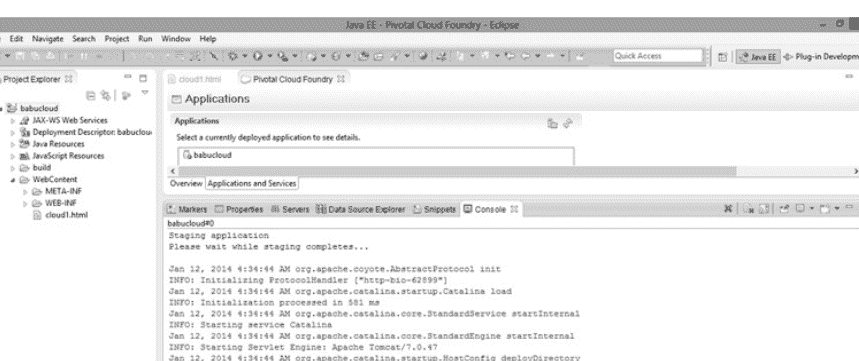 Java EE - Pivotal Cloud Foundry - Eclipse
Edit Navigate Search Project Run Window Help
Quick Access
Java EE
Plug-in Developm
Project Explorer
cloud1.html
Pivotal Cloud Foundry
babucloud
JAX-WS Web Services
Deployment Descriptor: babuclou
Java Resources
JavaScript Resources
build
WebContent
META-INF
WEB-INF
cloud1.html
Applications
Applications
Select a currently deployed application to see details.
babucloud
Overview Applications and Services
Markers Properties Servers Data Source Explorer Snippets Console
babucloud#0
Staging application
Please wait while staging completes...
Jan 12, 2014 4:34:44 AM org.apache.coyote.AbstractProtocol init
INFO: Initializing ProtocolHandler ["http-bio-62899"]
Jan 12, 2014 4:34:44 AM org.apache.catalina.startup.Catalina load
INFO: Initialization processed in 581 ms
Jan 12, 2014 4:34:44 AM org.apache.catalina.core.StandardService startInternal
INFO: Starting service Catalina
Jan 12, 2014 4:34:44 AM org.apache.catalina.core.StandardEngine startInternal
INFO: Starting Servlet Engine: Apache Tomcat/7.0.47
Jan 12, 2014 4:34:44 AM org.apache.catalina.startup.HostConfig deployDirectory